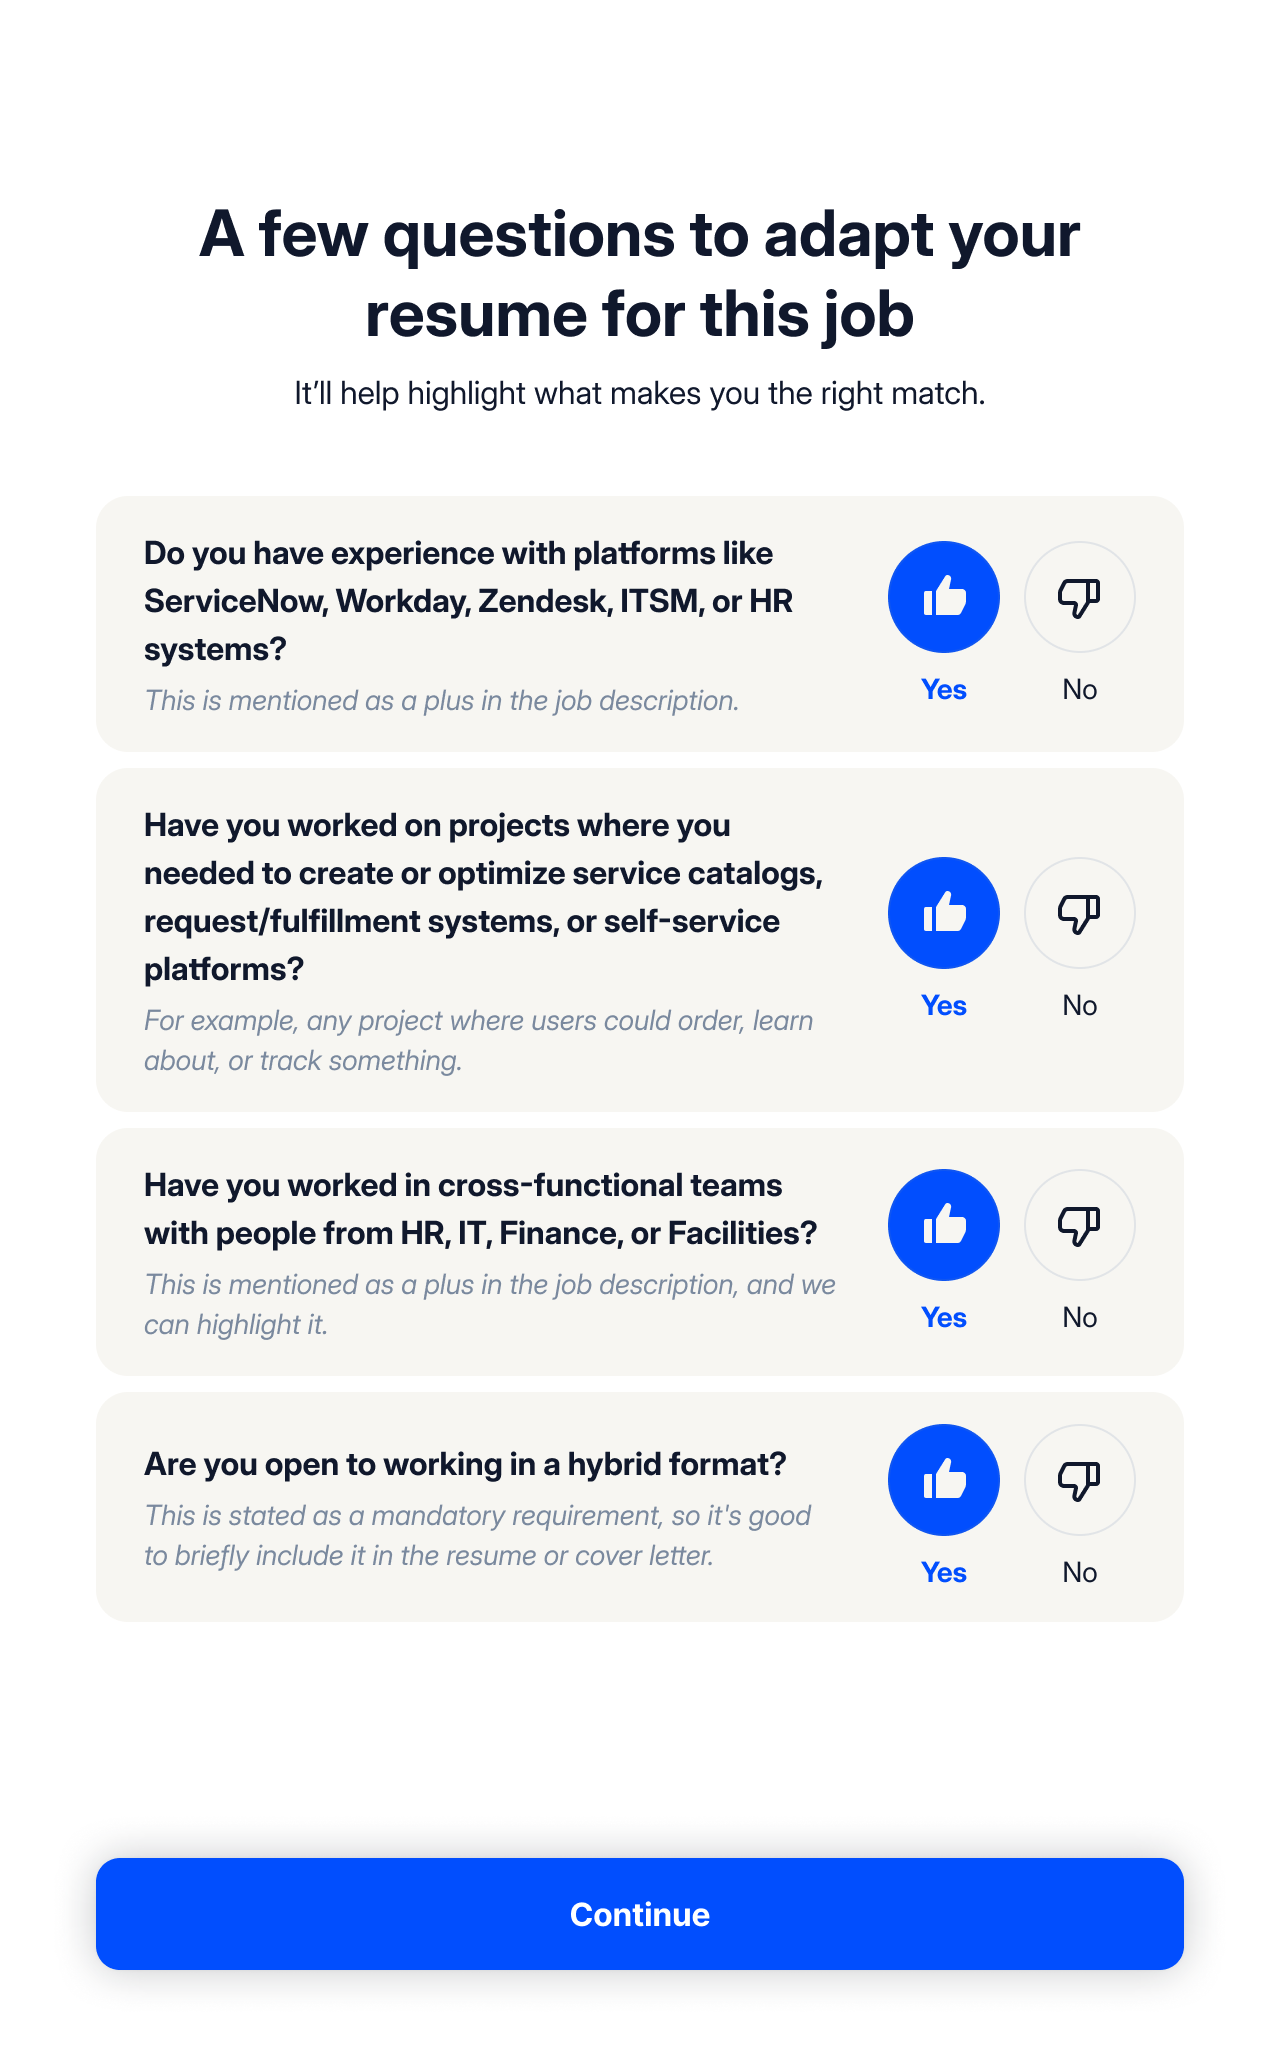 A few questions to adapt your
resume for this job
It’ll help highlight what makes you the right match.
Do you have experience with platforms like
ServiceNow, Workday, Zendesk, ITSM, or HR
systems?
This is mentioned as a plus in the job description.
Yes
No
Have you worked on projects where you
needed to create or optimize service catalogs,
request/fulfillment systems, or self-service
platforms?
For example, any project where users could order, learn
about, or track something.
Yes
No
Have you worked in cross-functional teams
with people from HR, IT, Finance, or Facilities?
This is mentioned as a plus in the job description, and we
can highlight it.
Yes
No
Are you open to working in a hybrid format?
This is stated as a mandatory requirement, so it's good
to briefly include it in the resume or cover letter.
Yes
No
Continue